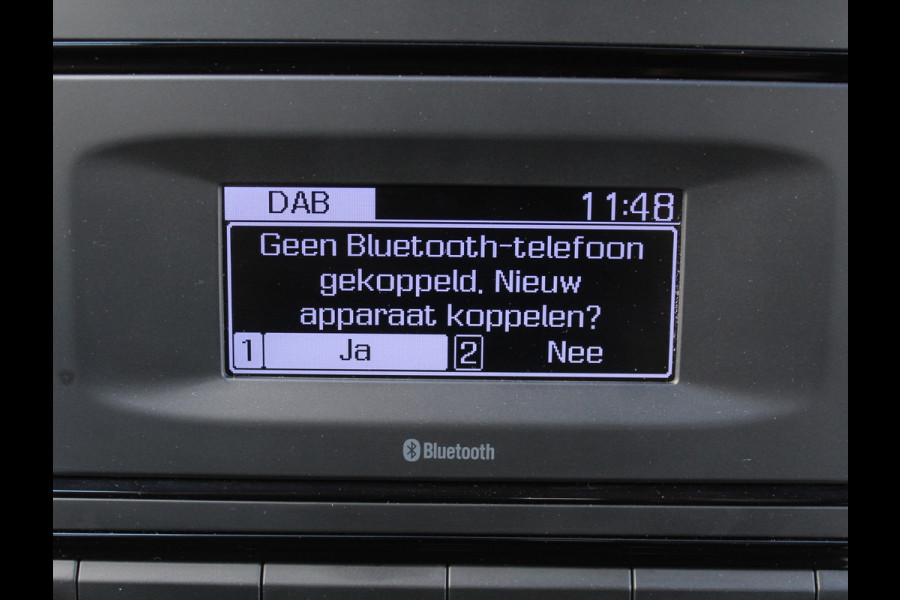 DAB 11:48
Geen Bluetooth-telefoon
gekoppeld. Nieuw
apparaat koppelen?
1 Ja 2 Nee
Bluetooth